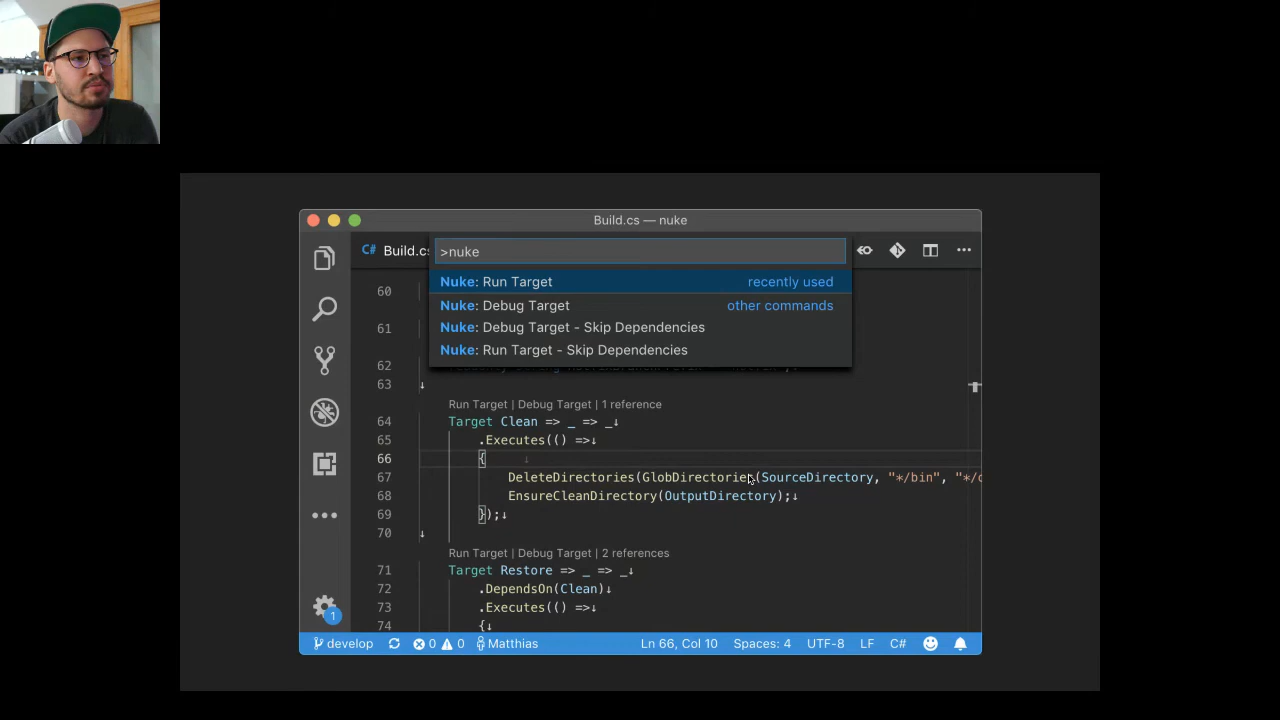 Build.cs — nuke
C# Build.cs
>nuke
Nuke: Run Target recently used
Nuke: Debug Target other commands
Nuke: Debug Target - Skip Dependencies
Nuke: Run Target - Skip Dependencies
60
61
62
63 ↓
Run Target | Debug Target | 1 reference
64 Target Clean => _ => _↓
65 .Executes(() =>↓
66 { ↓
67 DeleteDirectories(GlobDirectories(SourceDirectory, "*/bin", "*/o
68 EnsureCleanDirectory(OutputDirectory);↓
69 });↓
70 ↓
Run Target | Debug Target | 2 references
71 Target Restore => _ => _↓
72 .DependsOn(Clean)↓
73 .Executes(() =>↓
74 {↓
1
develop 0 0 Matthias Ln 66, Col 10 Spaces: 4 UTF-8 LF C#